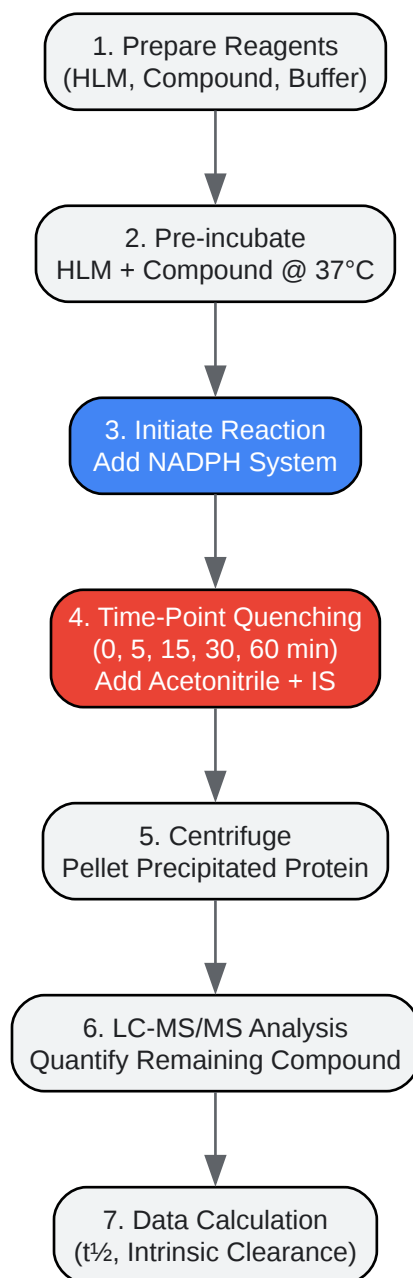 1. Prepare Reagents
(HLM, Compound, Buffer)
2. Pre-incubate
HLM + Compound @ 37°C
3. Initiate Reaction
Add NADPH System
4. Time-Point Quenching
(0, 5, 15, 30, 60 min)
Add Acetonitrile + IS
5. Centrifuge
Pellet Precipitated Protein
6. LC-MS/MS Analysis
Quantify Remaining Compound
7. Data Calculation
(t½, Intrinsic Clearance)